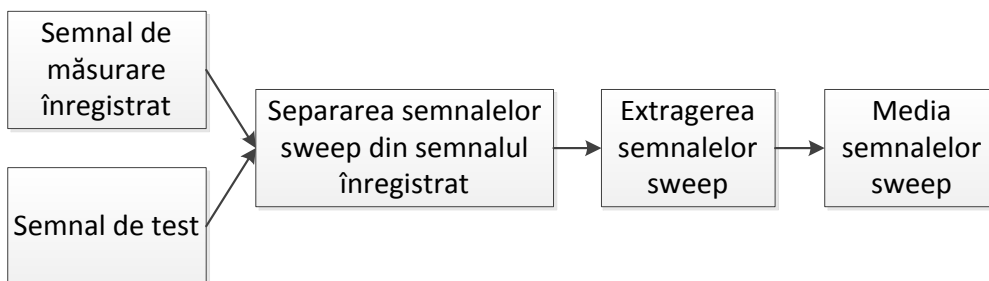 Semnal de
măsurare
înregistrat
Semnal de test
Separarea semnalelor
sweep din semnalul
înregistrat
Extragerea
semnalelor
sweep
Media
semnalelor
sweep